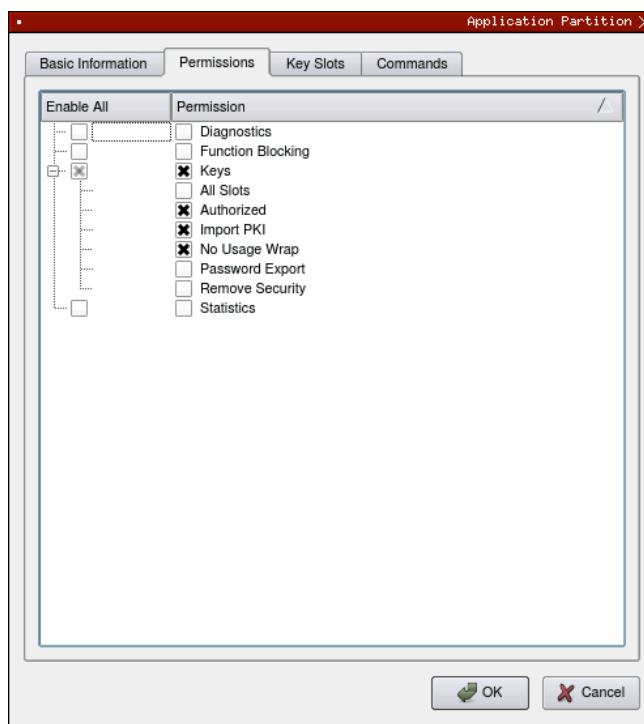 Application Partition
Basic Information Permissions Key Slots Commands
Enable All Permission
Diagnostics
Function Blocking
Keys
All Slots
Authorized
Import PKI
No Usage Wrap
Password Export
Remove Security
Statistics
OK Cancel